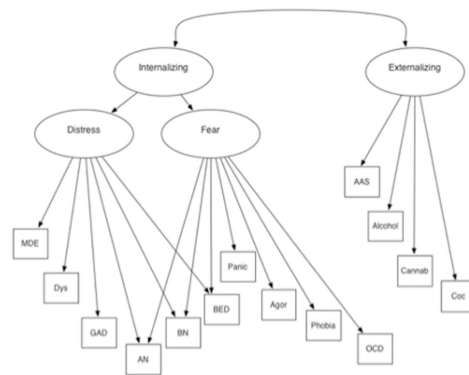 Internalizing
Externalizing
Distress
Fear
AAS
Alcohol
MDE
Panic
Cannab
Dys
BED
Agor
Coc
GAD
BN
Phobia
AN
OCD